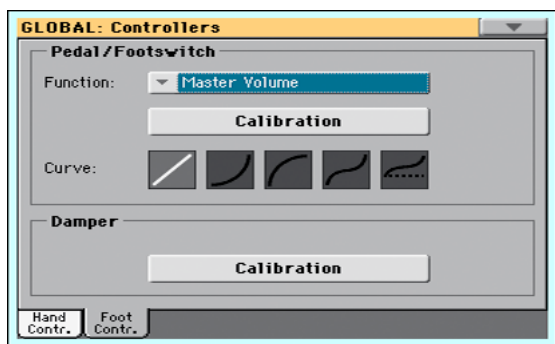 GLOBAL: Controllers
Pedal/Footswitch
Function: Master Volume
Calibration
Curve:
Damper
Calibration
Hand Contr.
Foot Contr.